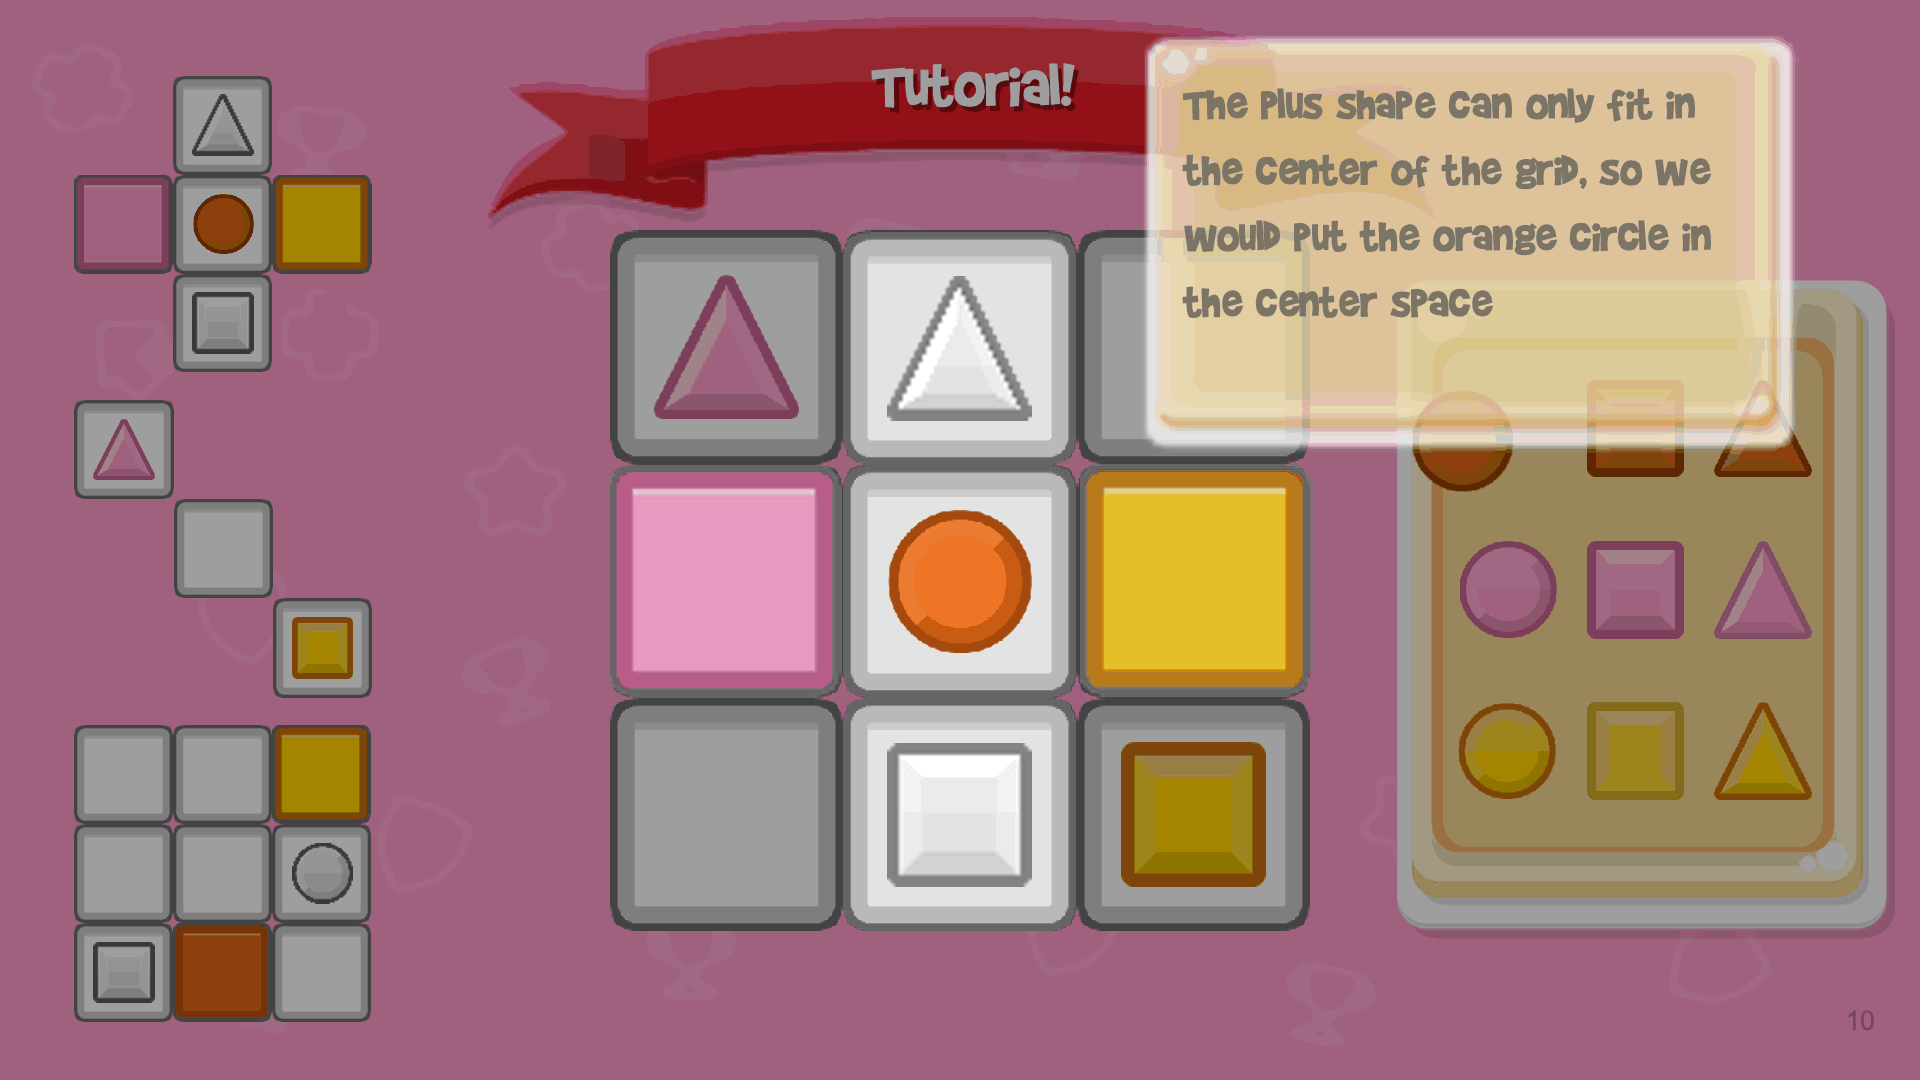 Tutorial!
The Plus shape can only fit in
the center of the grid, so we
would put the orange circle in
the center space
10